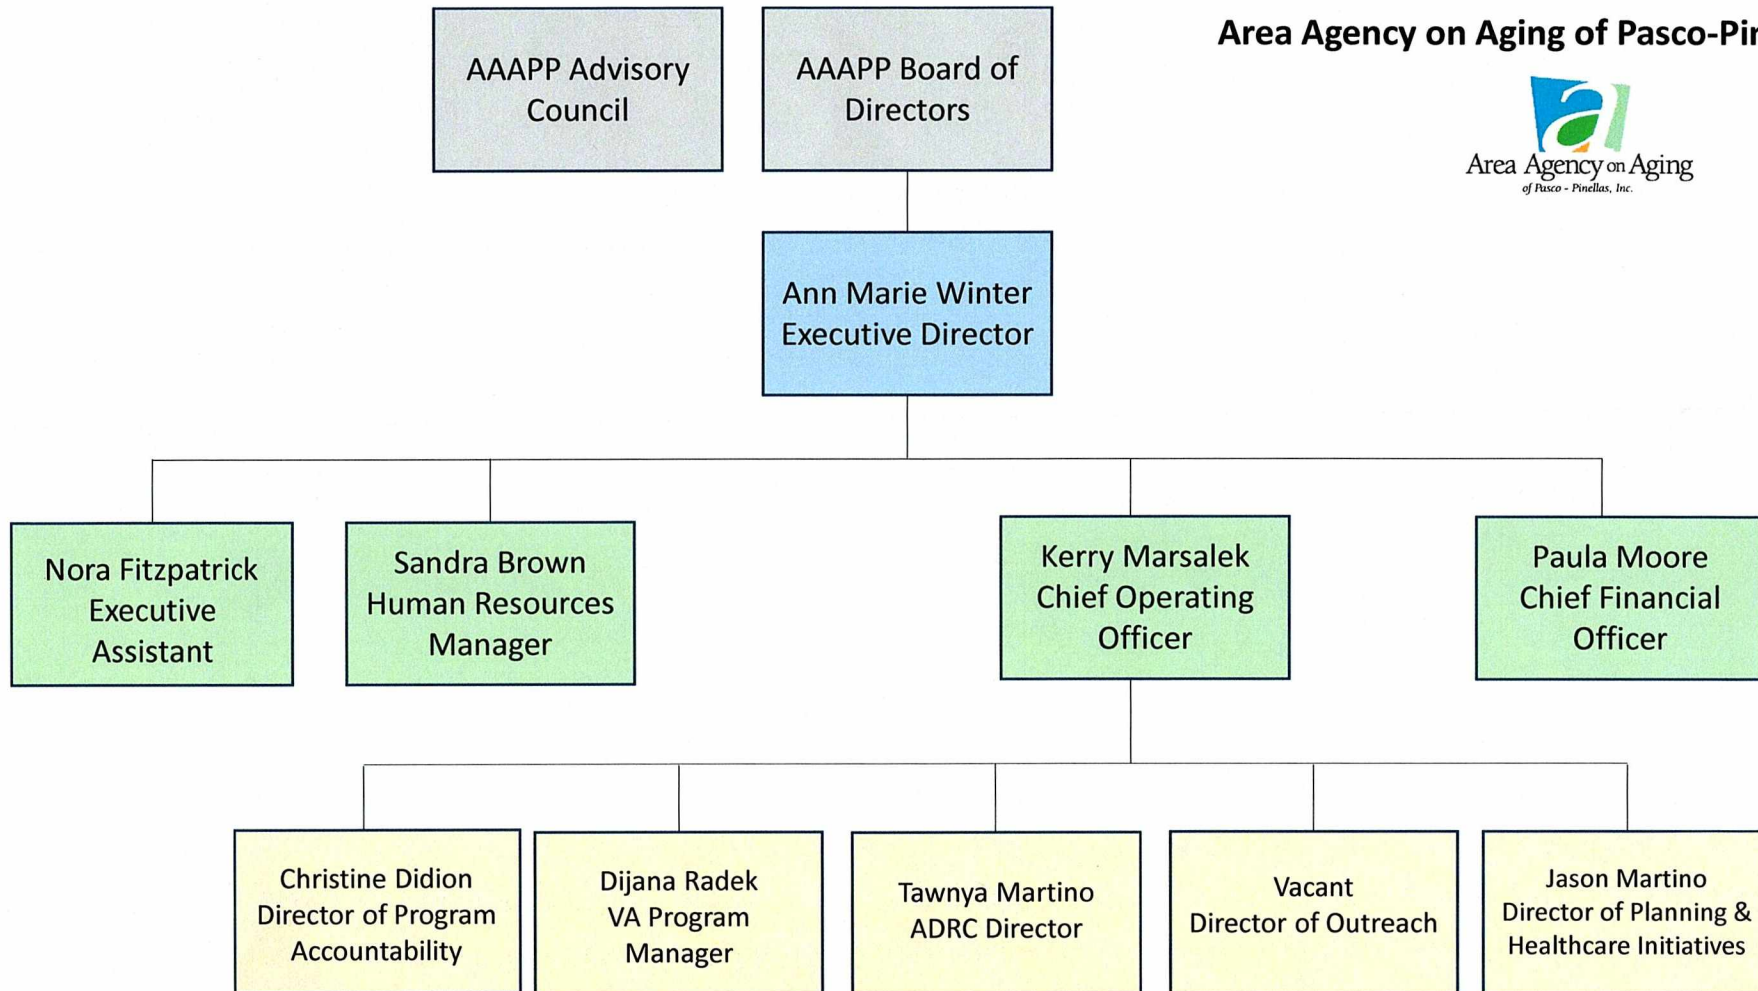 Area Agency on Aging of Pasco-Pin
AAAPP Advisory
Council
AAAPP Board of
Directors
Area Agency on Aging
of Pasco - Pinellas, Inc.
Ann Marie Winter
Executive Director
Nora Fitzpatrick
Executive
Assistant
Sandra Brown
Human Resources
Manager
Kerry Marsalek
Chief Operating
Officer
Paula Moore
Chief Financial
Officer
Christine Didion
Director of Program
Accountability
Dijana Radek
VA Program
Manager
Tawnya Martino
ADRC Director
Vacant
Director of Outreach
Jason Martino
Director of Planning &
Healthcare Initiatives